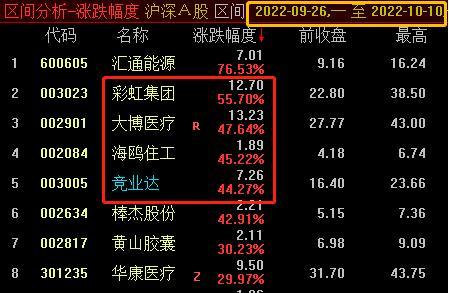 区间分析-涨跌幅度 沪深A股 区间 2022-09-26,一 至 2022-10-10
代码 名称 涨跌幅度↓ 前收盘 最高
7.01
1 600605 汇通能源 76.53% 9.16 16.24
12.70
2 003023 彩虹集团 55.70% 22.80 38.50
13.23
3 002901 大博医疗 R 47.64% 27.77 43.00
1.89
4 002084 海鸥住工 45.22% 4.18 6.74
7.26
5 003005 竞业达 44.27% 16.40 23.66
2.21
6 002634 棒杰股份 42.91% 5.15 7.36
2.11
7 002817 黄山胶囊 30.23% 6.98 9.09
9.50
8 301235 华康医疗 Z 29.97% 31.70 43.75